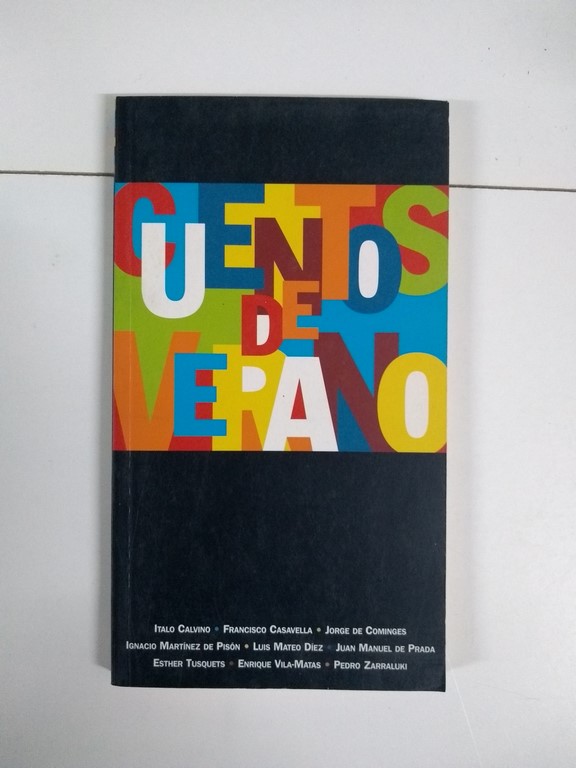 CUENTOS
DE
VERANO
ITALO CALVINO • FRANCISCO CASAVELLA • JORGE DE COMINGES
IGNACIO MARTÍNEZ DE PISÓN • LUIS MATEO DÍEZ • JUAN MANUEL DE PRADA
ESTHER TUSQUETS • ENRIQUE VILA-MATAS • PEDRO ZARRALUKI